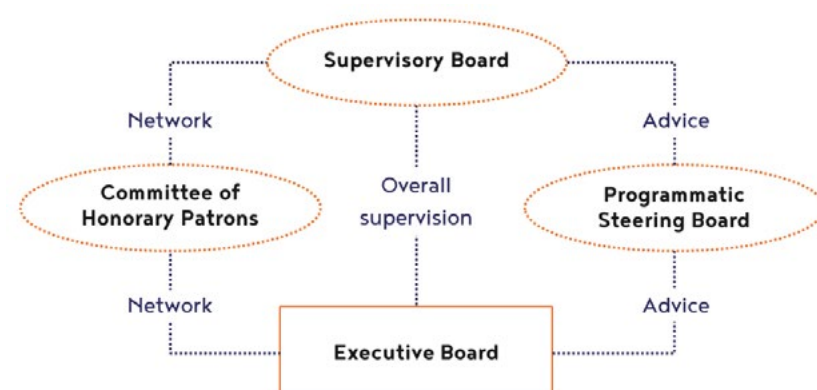 Supervisory Board
Network
Advice
Committee of
Honorary Patrons
Overall
supervision
Programmatic
Steering Board
Network
Advice
Executive Board